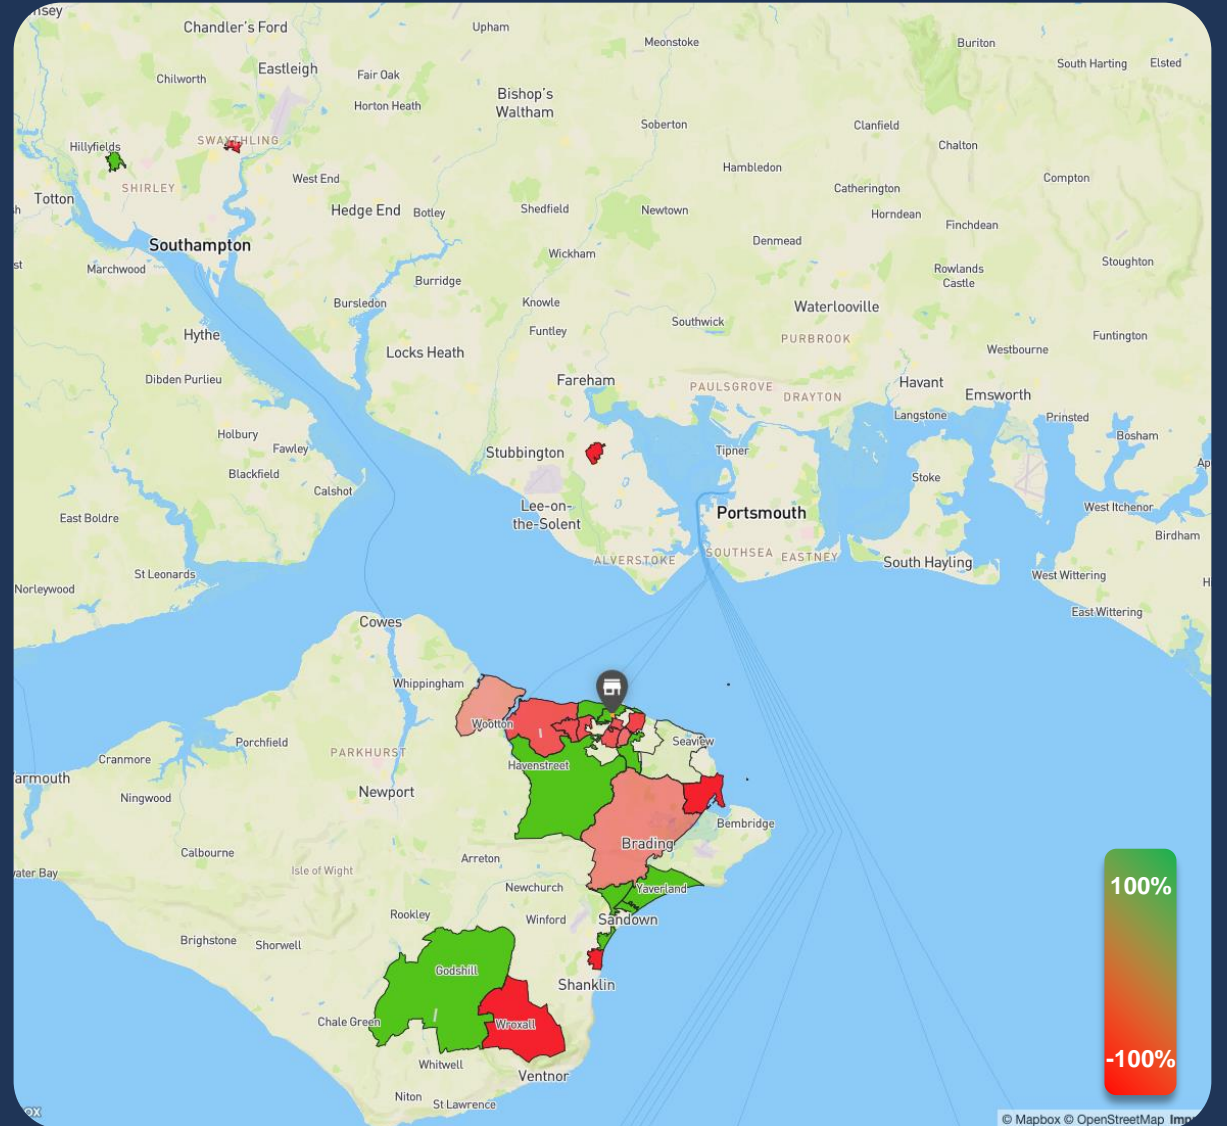 Chandler's Ford
Upham
Meonstoke
Buriton
South Harting
Elsted
Eastleigh
Chilworth
Fair Oak
Bishop's
Waltham
Horton Heath
Soberton
Clanfield
Chalton
Hillyfields
SWAYTHLING
Hambledon
West End
Catherington
Compton
SHIRLEY
Totton
Hedge End
Botley
Shedfield
Newtown
Horndean
Finchdean
Southampton
Wickham
Denmead
Rowlands
Castle
Stoughton
Marchwood
Burridge
Bursledon
Knowle
Waterlooville
Southwick
Hythe
Funtley
PURBROOK
Funtington
Locks Heath
Westbourne
Dibden Purlieu
Fareham
PAULSGROVE
DRAYTON
Havant
Emsworth
Langstone
Prinsted
Holbury
Fawley
Stubbington
Tipner
Bosham
Blackfield
Stoke
Calshot
Lee-on-
the-Solent
Portsmouth
West Itchenor
East Boldre
Birdham
ALVERSTOKE
SOUTHSEA
EASTNEY
South Hayling
St Leonards
West Wittering
Norleywood
East Wittering
Cowes
Whippingham
Wootton
Seaview
Porchfield
PARKHURST
Cranmore
Havenstreet
armouth
Ningwood
Newport
Bembridge
Brading
Calbourne
Arreton
Isle of Wight
ater Bay
Newchurch
Yaverland
Rookley
Winford
Sandown
Brighstone
Shorwell
Godshill
Shanklin
Chale Green
Wroxall
Whitwell
Ventnor
Niton
St Lawrence
100%
-100%
© Mapbox © OpenStreetMap Imp